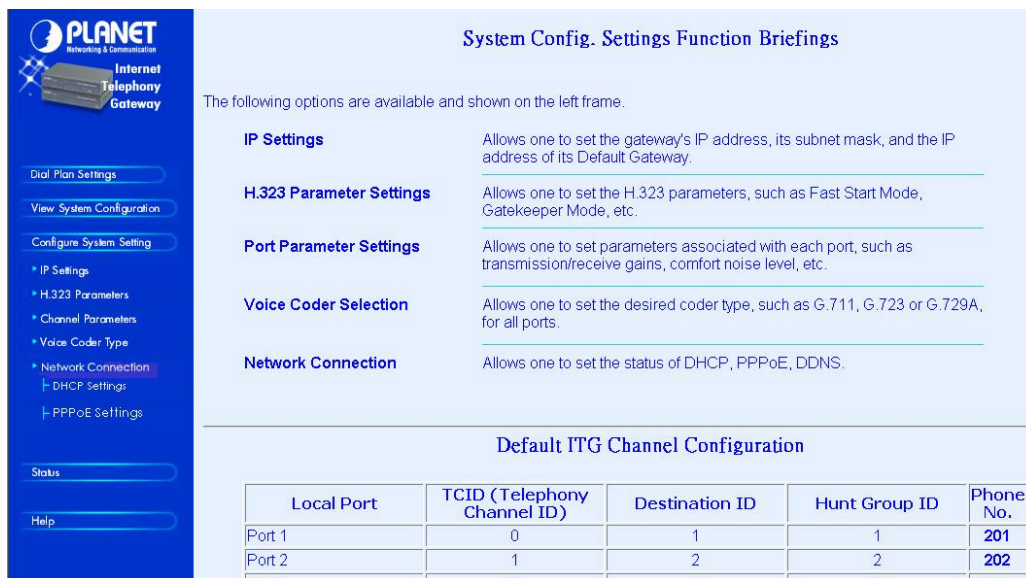 PLANET
Networking & Communication
Internet
Telephony
Gateway
Dial Plan Settings
View System Configuration
Configure System Setting
IP Settings
H.323 Parameters
Channel Parameters
Voice Coder Type
Network Connection
DHCP Settings
PPPoE Settings
Status
Help
System Config. Settings Function Briefings
The following options are available and shown on the left frame.
IP Settings
Allows one to set the gateway's IP address, its subnet mask, and the IP
address of its Default Gateway.
H.323 Parameter Settings
Allows one to set the H.323 parameters, such as Fast Start Mode,
Gatekeeper Mode, etc.
Port Parameter Settings
Allows one to set parameters associated with each port, such as
transmission/receive gains, comfort noise level, etc.
Voice Coder Selection
Allows one to set the desired coder type, such as G.711, G.723 or G.729A,
for all ports.
Network Connection
Allows one to set the status of DHCP, PPPoE, DDNS.
Default ITG Channel Configuration
Local Port
TCID (Telephony
Channel ID)
Destination ID
Hunt Group ID
Phone
No.
Port 1 0 1 1 201
Port 2 1 2 2 202